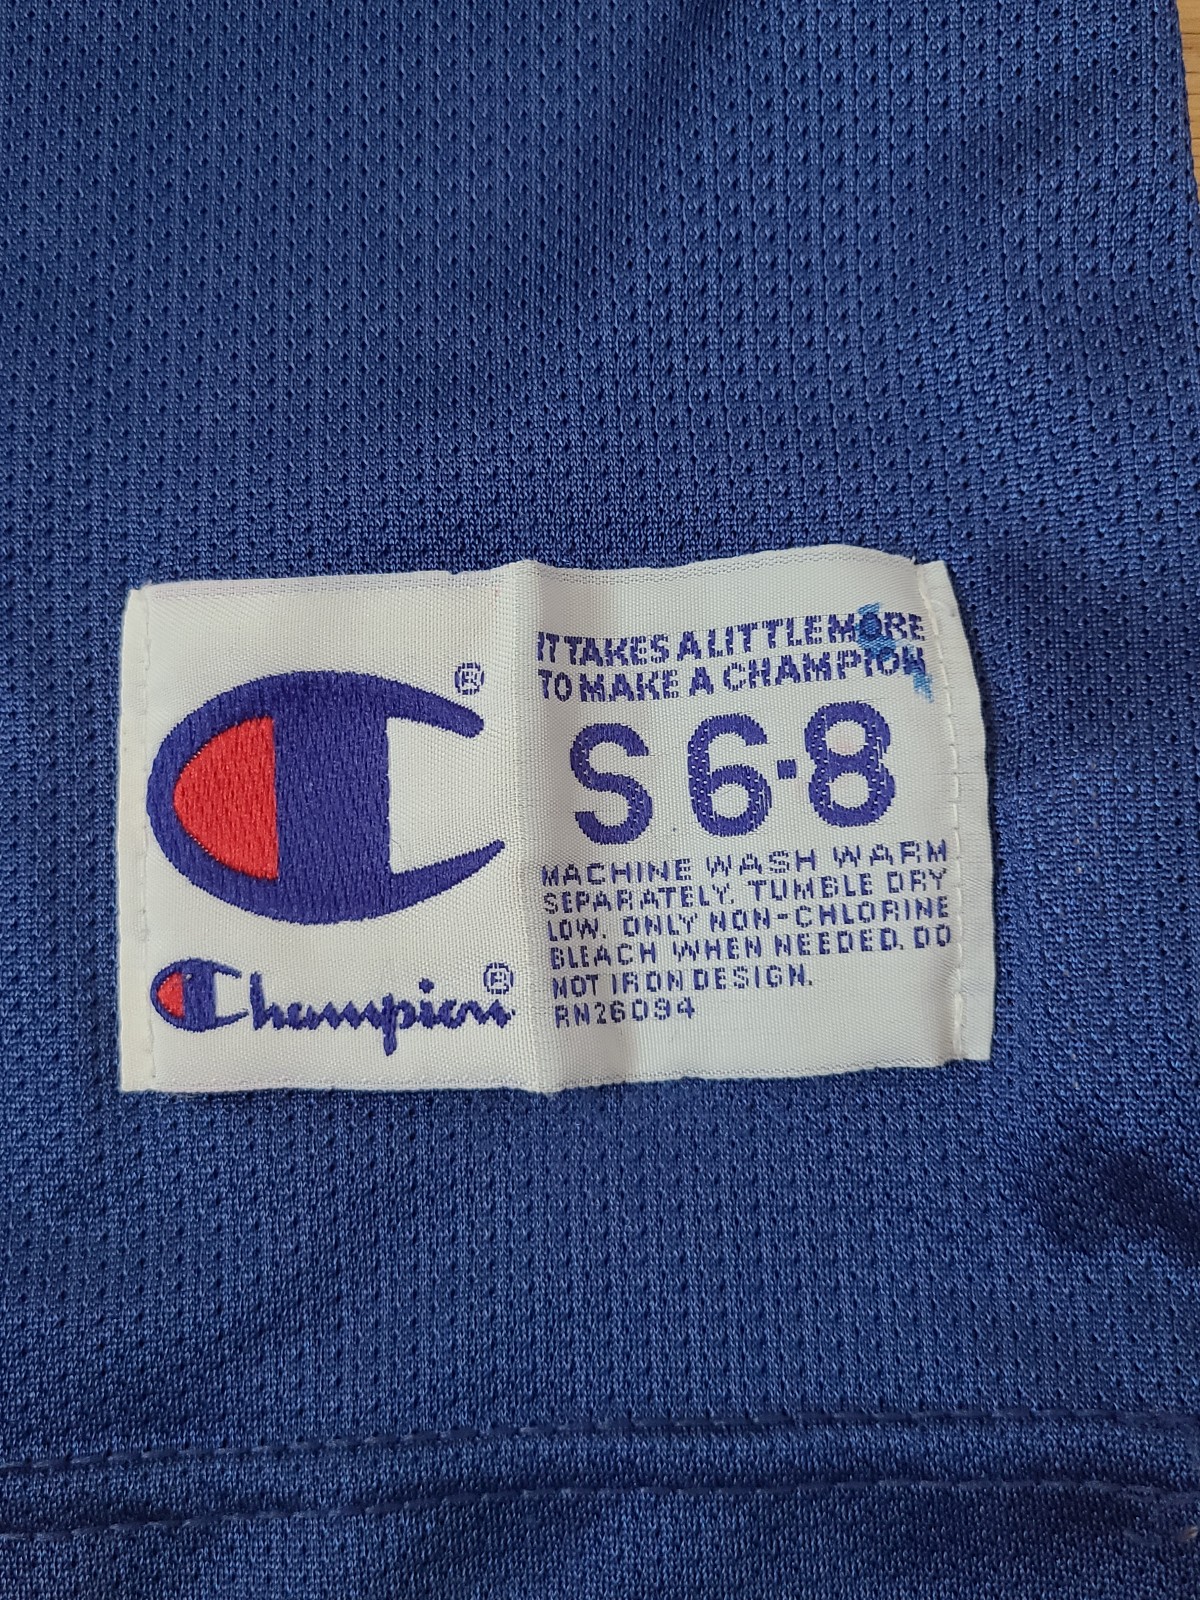 ®
Champion®
IT TAKES A LITTLE MORE
TO MAKE A CHAMPION
S 6-8
MACHINE WASH WARM
SEPARATELY. TUMBLE DRY
LOW. ONLY NON-CHLORINE
BLEACH WHEN NEEDED. DO
NOT IRON DESIGN.
RN26094